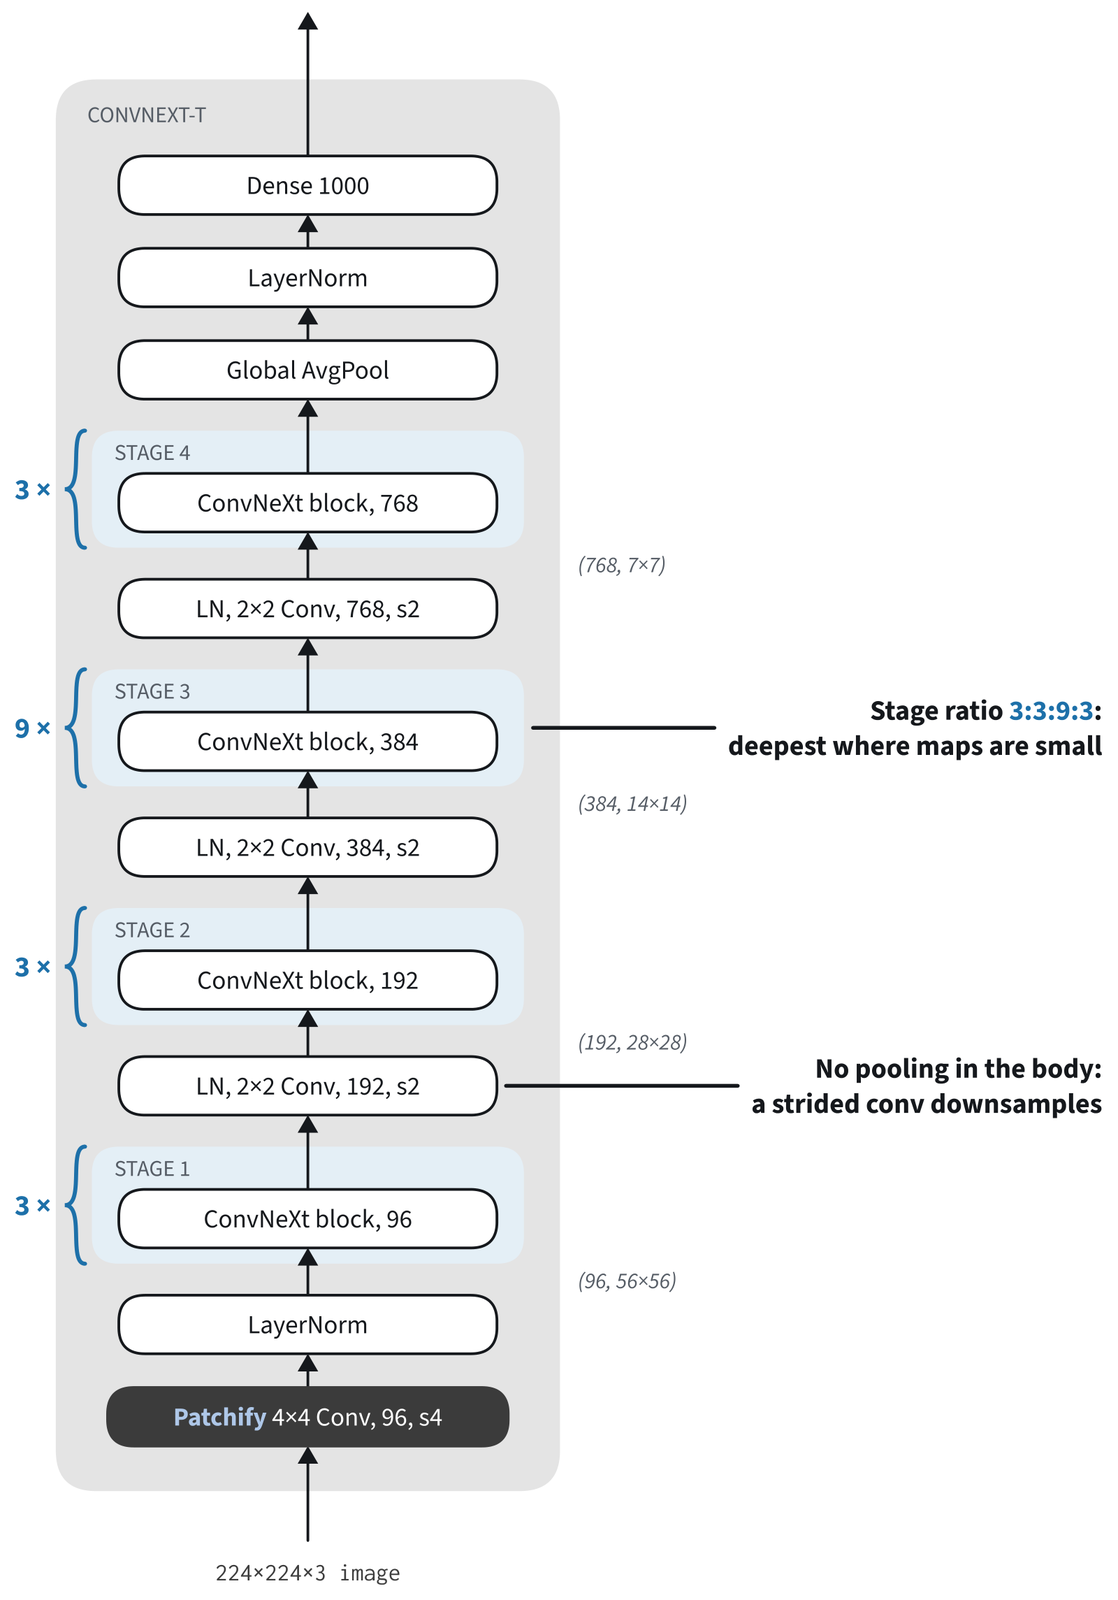 CONVNEXT-T
Dense 1000
LayerNorm
Global AvgPool
STAGE 4
3 ×
ConvNeXt block, 768
(768, 7×7)
LN, 2×2 Conv, 768, s2
STAGE 3
9 ×
ConvNeXt block, 384
Stage ratio 3:3:9:3:
deepest where maps are small
(384, 14×14)
LN, 2×2 Conv, 384, s2
STAGE 2
3 ×
ConvNeXt block, 192
(192, 28×28)
LN, 2×2 Conv, 192, s2
No pooling in the body:
a strided conv downsamples
STAGE 1
3 ×
ConvNeXt block, 96
(96, 56×56)
LayerNorm
Patchify 4×4 Conv, 96, s4
224×224×3 image